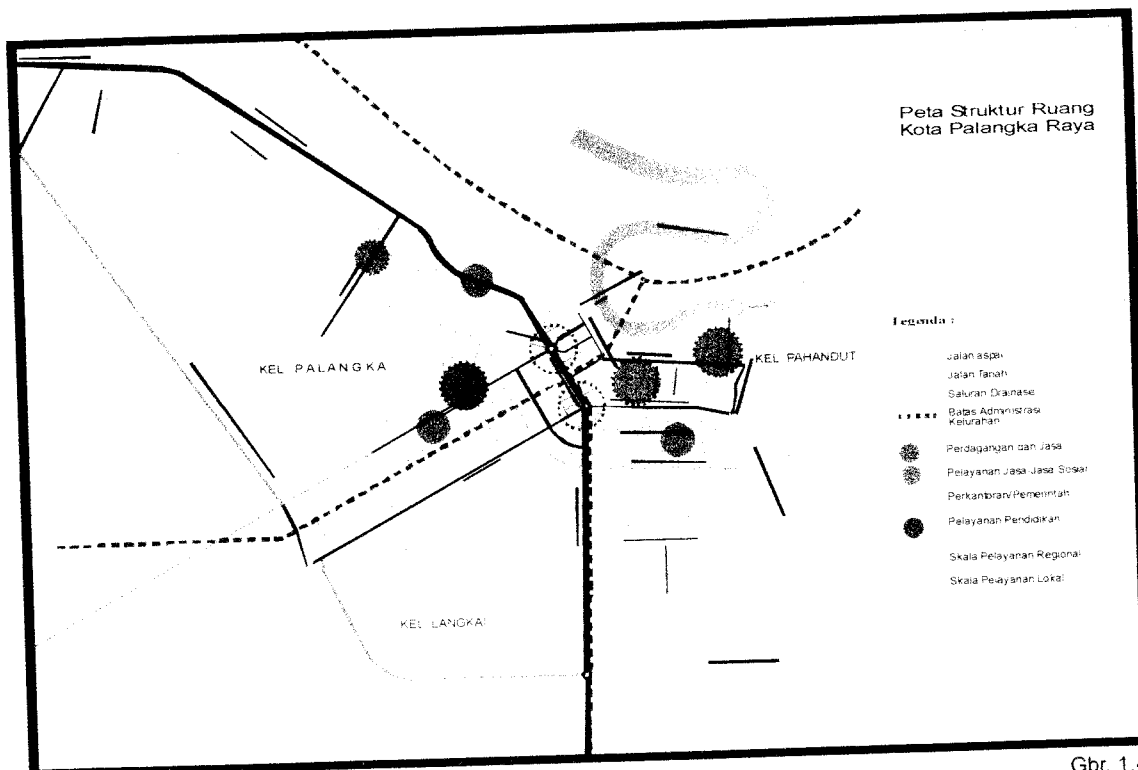 Peta Struktur Ruang
Kota Palangka Raya
KEL PALANGKA
KEL PAHANDUT
KEL LANGKAI
Legenda :
Jalan aspal
Jalan Tanah
Saluran Drainase
Batas Administrasi
Kelurahan
Perdagangan dan Jasa
Pelayanan Jasa-Jasa Sosial
Perkantoran/Pemerintah
Pelayanan Pendidikan
Skala Pelayanan Regional
Skala Pelayanan Lokal
Gbr. 1.